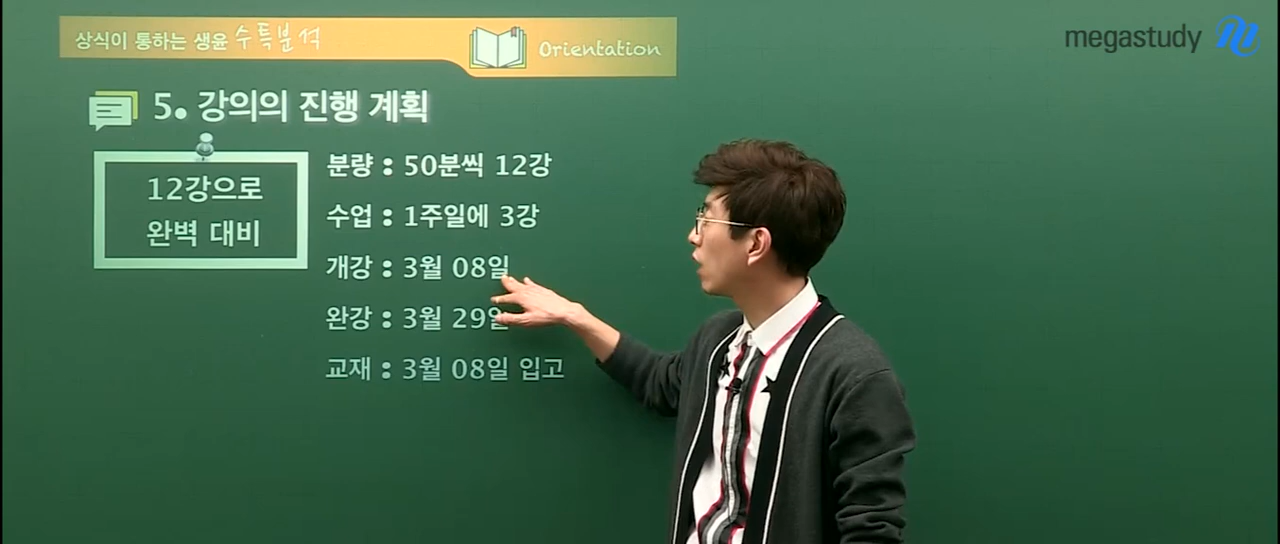 상식이 통하는 생윤 수특분석
Orientation
megastudy
5. 강의의 진행 계획
12강으로
완벽 대비
분량 : 50분씩 12강
수업 : 1주일에 3강
개강 : 3월 08일
완강 : 3월 29일
교재 : 3월 08일 입고